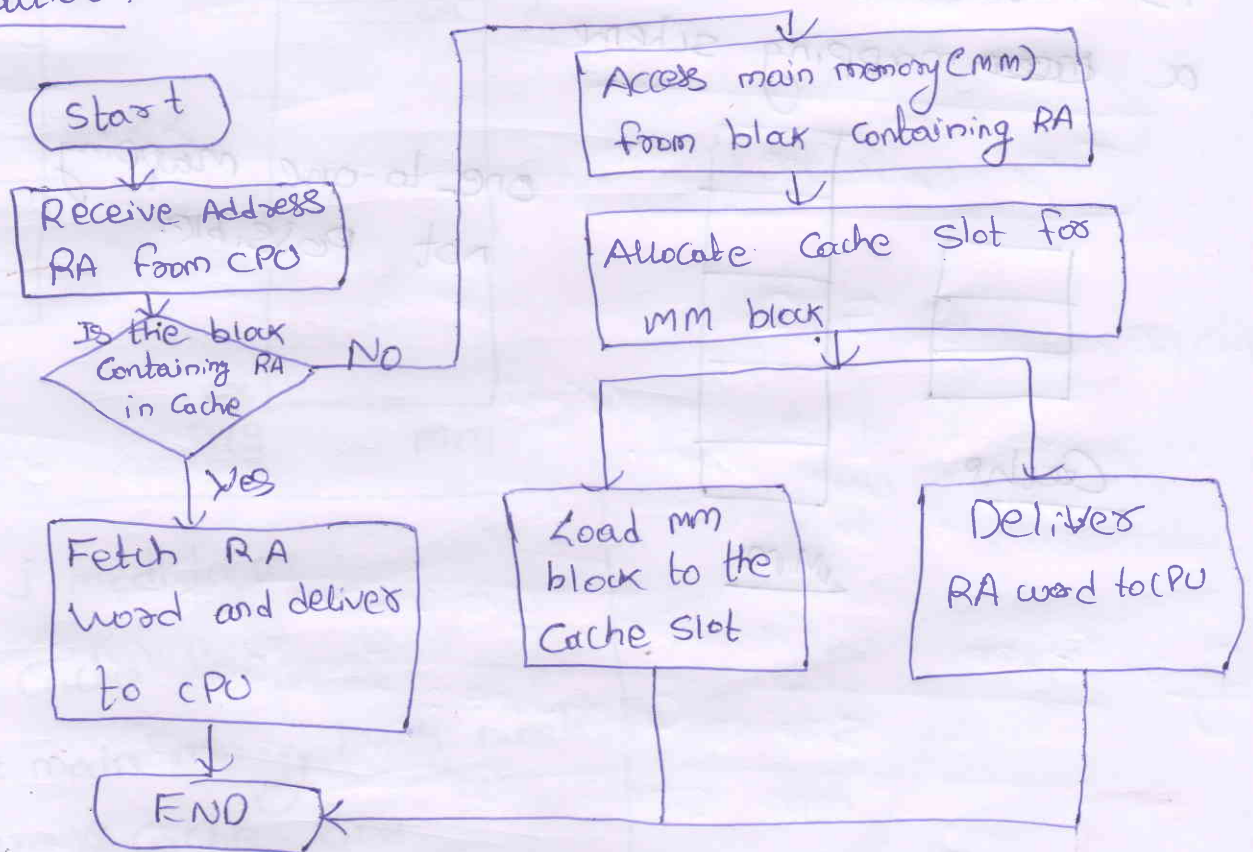 Start
Receive Address
RA from CPU
Is the block
Containing RA
in Cache
No
Yes
Fetch RA
word and deliver
to CPU
END
Access main memory (MM)
from block containing RA
Allocate Cache Slot for
MM block.
Load MM
block to the
Cache Slot
Deliver
RA word to CPU